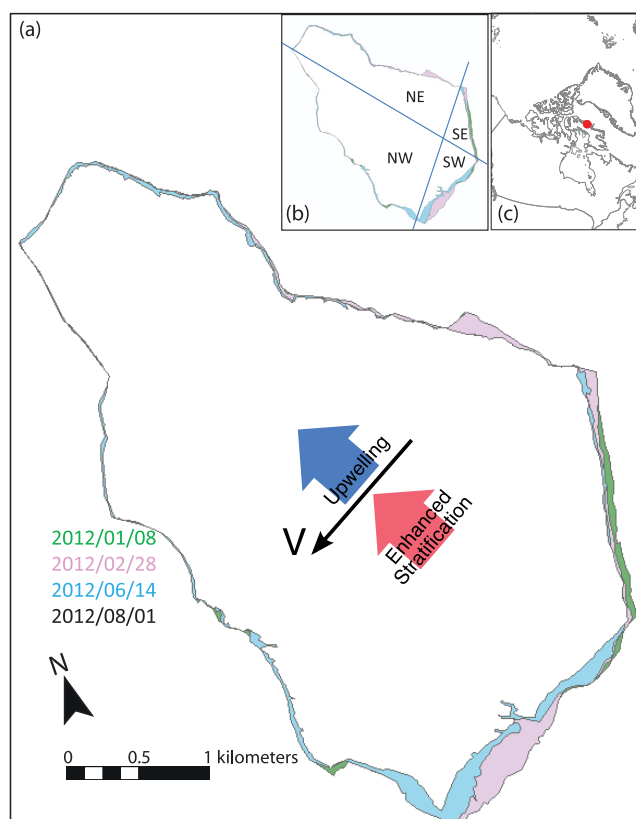 (a)
NE
SE
NW
SW
(b)
(c)
Upwelling
V
Enhanced
Stratification
2012/01/08
2012/02/28
2012/06/14
2012/08/01
N
0 0.5 1 kilometers